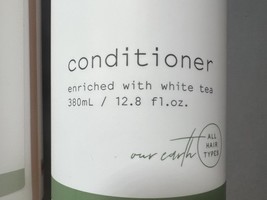 conditioner
enriched with white tea
380mL / 12.8 fl.oz.
our earth
ALL
HAIR
TYPES